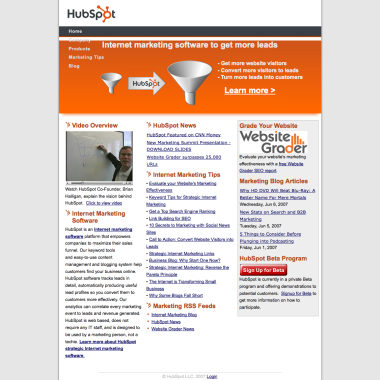 HubSpot
Home
Products
Marketing Tips
Blog
Internet marketing software to get more leads
- Get more website visitors
- Convert more visitors to leads
- Turn more leads into customers
HubSpot
Learn more >
Video Overview
Watch HubSpot Co-Founder, Brian
Halligan, explain the vision behind
HubSpot. Click to view video
Internet Marketing
Software
HubSpot is an internet marketing
software platform that empowers
companies to maximize their sales
funnel. Our keyword tools
and easy-to-use content
management and blogging system help
customers find your business online.
HubSpot software tracks leads in
detail, automatically producing useful
lead profiles so you convert them to
customers more effectively. Our
analytics can correlate every marketing
event to leads and revenue generated.
HubSpot is web based, does not
require any IT staff, and is designed to
be used by a marketing person, not a
techie. Learn more about HubSpot
strategic internet marketing
software.
HubSpot News
HubSpot Featured on CNN Money
New Marketing Summit Presentation -
DOWNLOAD SLIDES
Website Grader surpasses 25,000
URLs
Internet Marketing Tips
- Evaluate your Website's Marketing
Effectiveness
- Keyword Tips for Strategic Internet
Marketing
- Get a Top Search Engine Ranking
- Link Building for SEO
- 10 Secrets to Marketing with Social News
Sites
- Call to Action: Convert Website Visitors into
Leads
- Strategic Internet Marketing Links
- Business Blog: Why Start One Now?
- Strategic Internet Marketing: Reverse the
Pareto Principle
- The Internet is Transforming Small
Business
- Why Some Blogs Fall Short
Marketing RSS Feeds
- Internet Marketing Blog
- HubSpot News
- Website Grader News
Grade Your Website
Website
Grader
Evaluate your website's marketing
effectiveness with a free Website
Grader SEO report.
Marketing Blog Articles
Why HD DVD Will Beat Blu-Ray: A
Better Name For More Portals
Wednesday, Jun 6, 2007
New Stats on Search and B2B
Marketing
Tuesday, Jun 5, 2007
5 Things to Consider Before
Plunging into Podcasting
Friday, Jun 1, 2007
HubSpot Beta Program
Sign Up for Beta
HubSpot is currently in a private Beta
program and offering demonstrations to
potential customers. Signup for Beta to
get more information on how to
participate.
© HubSpot LLC. 2007 Login